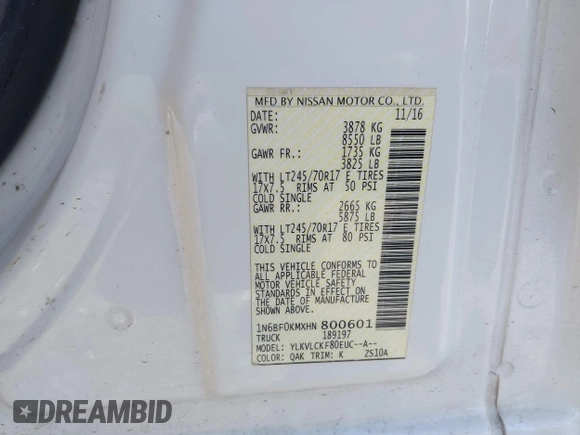 MFD BY NISSAN MOTOR CO., LTD.
DATE: 11/16
GVWR: 3878 KG
8550 LB
GAWR FR.: 1735 KG
3825 LB
WITH LT245/70R17 E TIRES
17X7.5 RIMS AT 50 PSI
COLD SINGLE
GAWR RR.: 2665 KG
5875 LB
WITH LT245/70R17 E TIRES
17X7.5 RIMS AT 80 PSI
COLD SINGLE
THIS VEHICLE CONFORMS TO
ALL APPLICABLE FEDERAL
MOTOR VEHICLE SAFETY
STANDARDS IN EFFECT ON
THE DATE OF MANUFACTURE
SHOWN ABOVE.
1N6BF0KMXHN 800601
TRUCK 189197
MODEL: YLKVLCKF80EUC--A--
COLOR: QAK TRIM: K ZS10A
DREAMBID